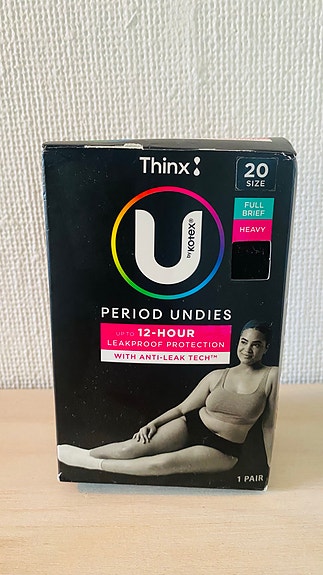 Thinx
20
SIZE
FULL
BRIEF
HEAVY
U
by KOTEX®
PERIOD UNDIES
UP TO 12-HOUR
LEAKPROOF PROTECTION
WITH ANTI-LEAK TECH™
1 PAIR